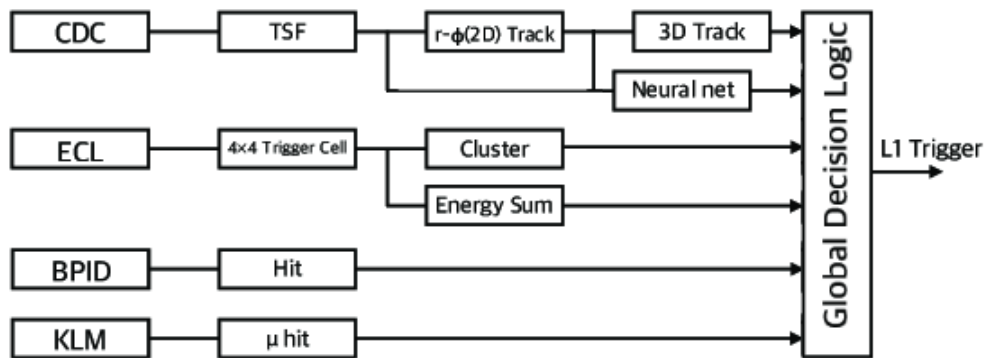 CDC
TSF
r-ϕ(2D) Track
3D Track
Neural net
ECL
4×4 Trigger Cell
Cluster
Energy Sum
BPID
Hit
KLM
μ hit
Global Decision Logic
L1 Trigger